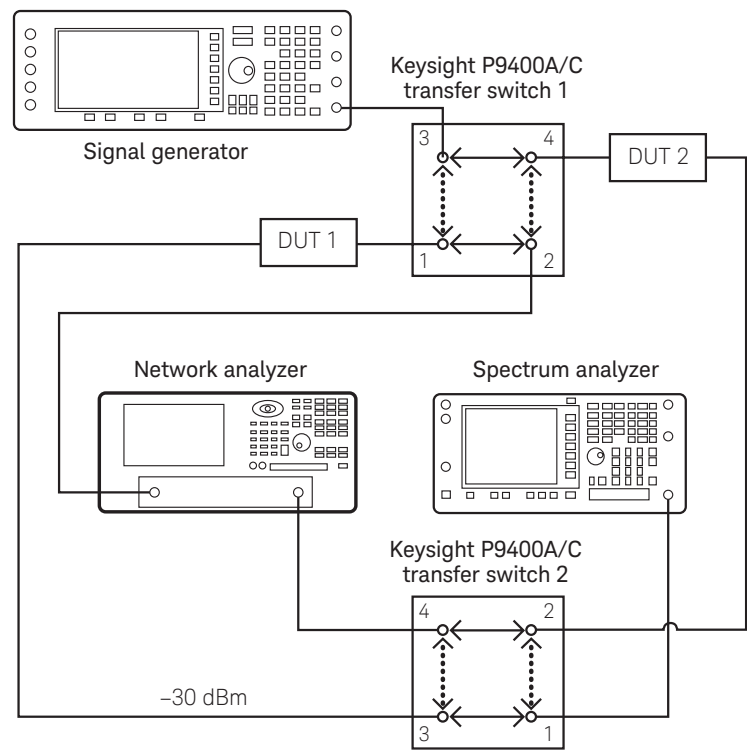 Keysight P9400A/C
transfer switch 1
Signal generator
3
4
DUT 2
DUT 1
1
2
Network analyzer
Spectrum analyzer
Keysight P9400A/C
transfer switch 2
4
2
–30 dBm
3
1